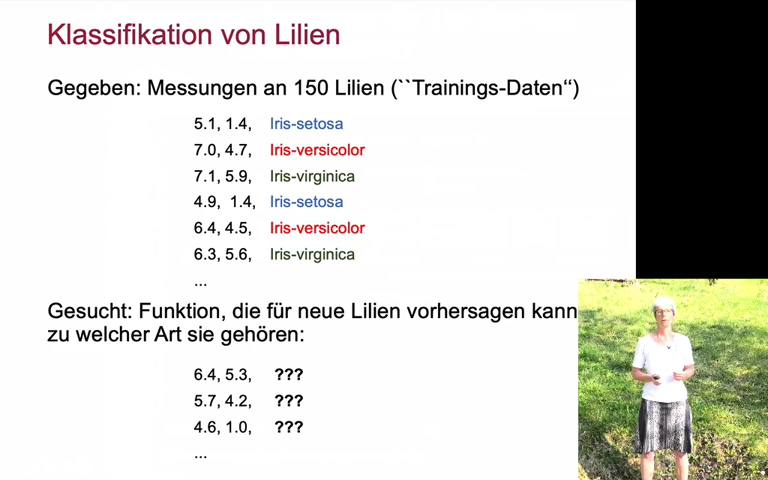 Klassifikation von Lilien
Gegeben: Messungen an 150 Lilien (``Trainings-Daten“)
5.1, 1.4, Iris-setosa
7.0, 4.7, Iris-versicolor
7.1, 5.9, Iris-virginica
4.9, 1.4, Iris-setosa
6.4, 4.5, Iris-versicolor
6.3, 5.6, Iris-virginica
...
Gesucht: Funktion, die für neue Lilien vorhersagen kann
zu welcher Art sie gehören:
6.4, 5.3, ???
5.7, 4.2, ???
4.6, 1.0, ???
...